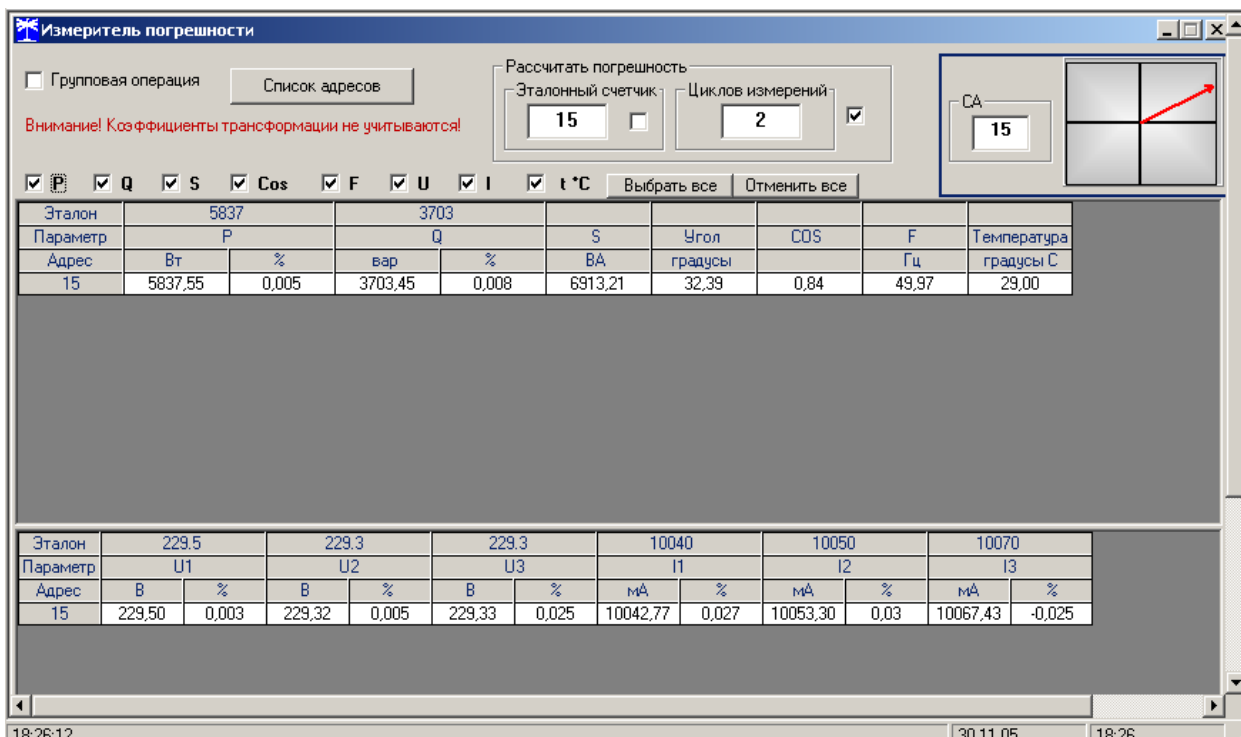 Измеритель погрешности
Групповая операция
Список адресов
Внимание! Коэффициенты трансформации не учитываются!
Рассчитать погрешность
Эталонный счетчик
15
Циклов измерений
2
СА
15
P Q S Cos F U I t °C Выбрать все Отменить все
Эталон 5837 3703
Параметр P Q S Угол COS F Температура
Адрес Вт % вар % ВА градусы Гц градусы С
15 5837,55 0,005 3703,45 0,008 6913,21 32,39 0,84 49,97 29,00
Эталон 229.5 229.3 229.3 10040 10050 10070
Параметр U1 U2 U3 I1 I2 I3
Адрес В % В % В % мА % мА % мА %
15 229,50 0,003 229,32 0,005 229,33 0,025 10042,77 0,027 10053,30 0,03 10067,43 -0,025
18:26:12 30.11.05 18:26